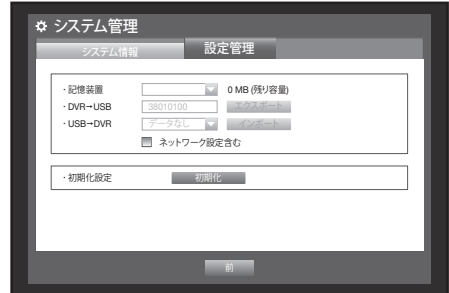 システム管理
システム情報 設定管理
· 記憶装置 0 MB (残り容量)
· DVR→USB 38010100 エクスポート
· USB→DVR データなし インポート
ネットワーク設定含む
· 初期化設定 初期化
前